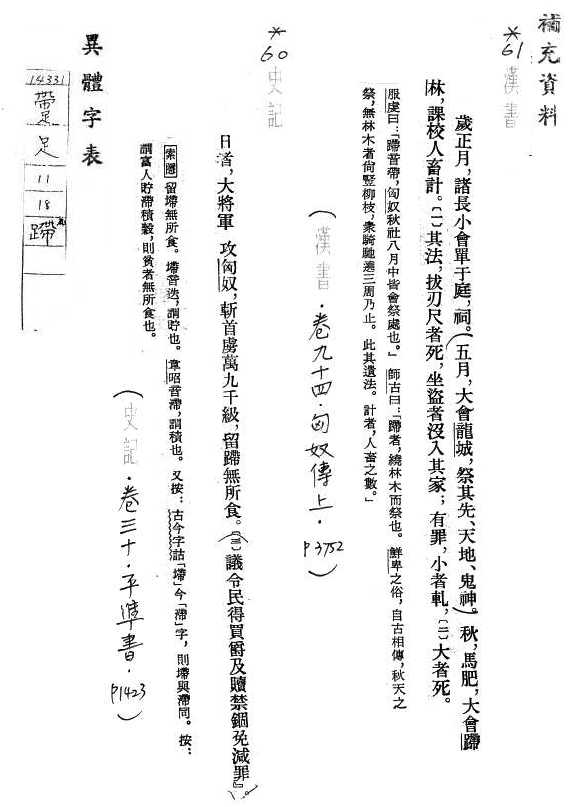 補充資料
*61
漢書
歲正月，諸長小會單于庭，祠。（五月，大會龍城，祭其先、天地、鬼神。）秋，馬肥，大會蹛
林，課校人畜計。〔一〕其法，拔刃尺者死，坐盜者沒入其家；有罪，小者軋，〔二〕大者死。
服虔曰：「蹛音帶，匈奴秋社八月中皆會祭處也。」師古曰：「蹛者，繞林木而祭也。鮮卑之俗，自古相傳，秋天之
祭，無林木者尚豎柳枝，衆騎馳遶三周乃止。此其遺法。計者，人畜之數。」
（漢書．卷九十四．匈奴傳上．P3752）
*60
史記
日者，大將軍 攻匈奴，斬首虜萬九千級，留蹛無所食。〔三〕（議令民得買爵及贖禁錮免減罪』。）
索隱 留墆無所食。墆音迭，謂貯也。韋昭音滯，謂積也。又按：古今字詁「墆」今「滯」字，則墆與滯同。按：
謂富人貯滯積穀，則貧者無所食也。
（史記．卷三十．平準書．P1423）
異體字表
14331
足
11
18
蹛